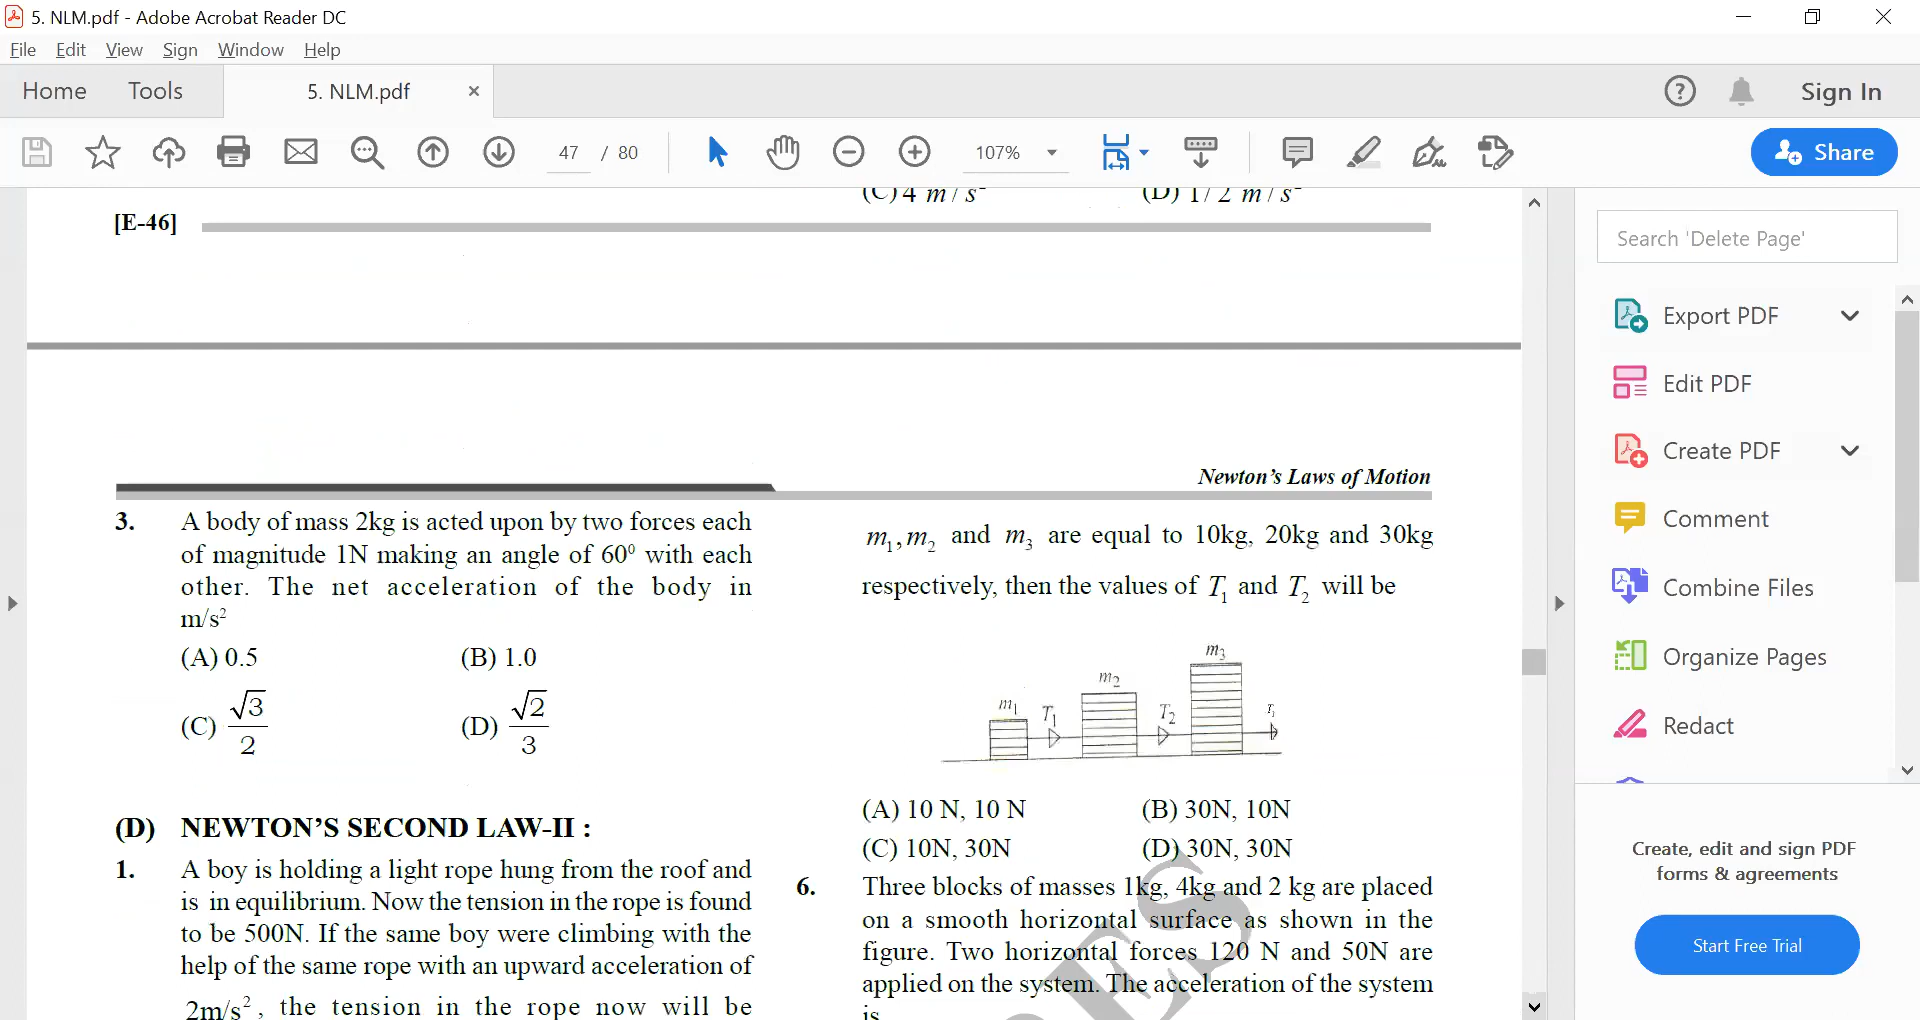 5. NLM.pdf - Adobe Acrobat Reader DC
File Edit View Sign Window Help
Home Tools 5. NLM.pdf × Sign In
47 / 80 107% Share
(C) 4 m / s² (D) 1 / 2 m / s²
[E-46]
Newton's Laws of Motion
3. A body of mass 2kg is acted upon by two forces each
of magnitude 1N making an angle of 60⁰ with each
other. The net acceleration of the body in
m/s²
(A) 0.5 (B) 1.0
(C) √3/2 (D) √2/3
(D) NEWTON'S SECOND LAW-II :
1. A boy is holding a light rope hung from the roof and
is in equilibrium. Now the tension in the rope is found
to be 500N. If the same boy were climbing with the
help of the same rope with an upward acceleration of
2m/s², the tension in the rope now will be
m₁, m₂ and m₃ are equal to 10kg, 20kg and 30kg
respectively, then the values of T₁ and T₂ will be
m₁ T₁ m₂ T₂ m₃
(A) 10 N, 10 N (B) 30N, 10N
(C) 10N, 30N (D) 30N, 30N
6. Three blocks of masses 1kg, 4kg and 2 kg are placed
on a smooth horizontal surface as shown in the
figure. Two horizontal forces 120 N and 50N are
applied on the system. The acceleration of the system
is
Search 'Delete Page'
Export PDF
Edit PDF
Create PDF
Comment
Combine Files
Organize Pages
Redact
Create, edit and sign PDF
forms & agreements
Start Free Trial